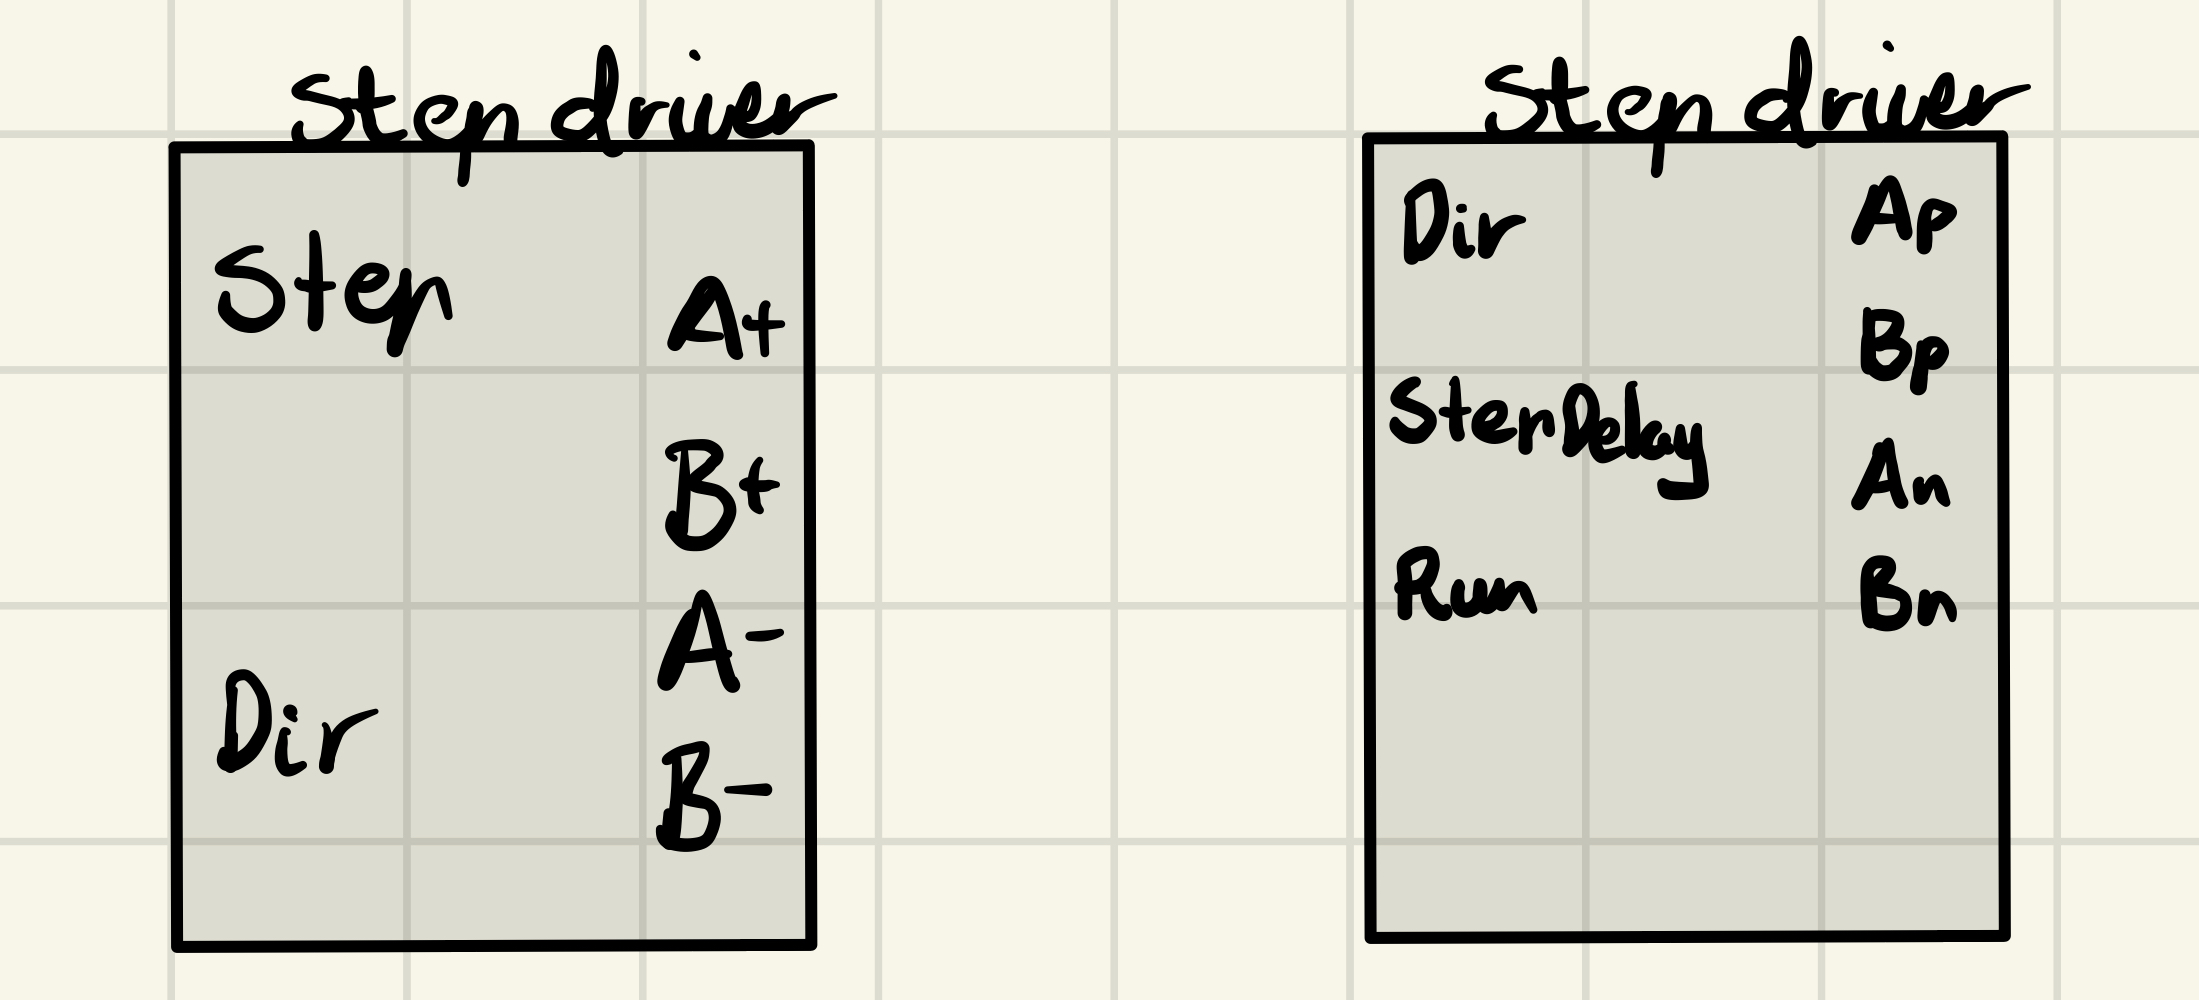 Step driver
Step
A+
B+
A-
B-
Dir
Step driver
Dir
Ap
Bp
StepDelay
An
Run
Bn